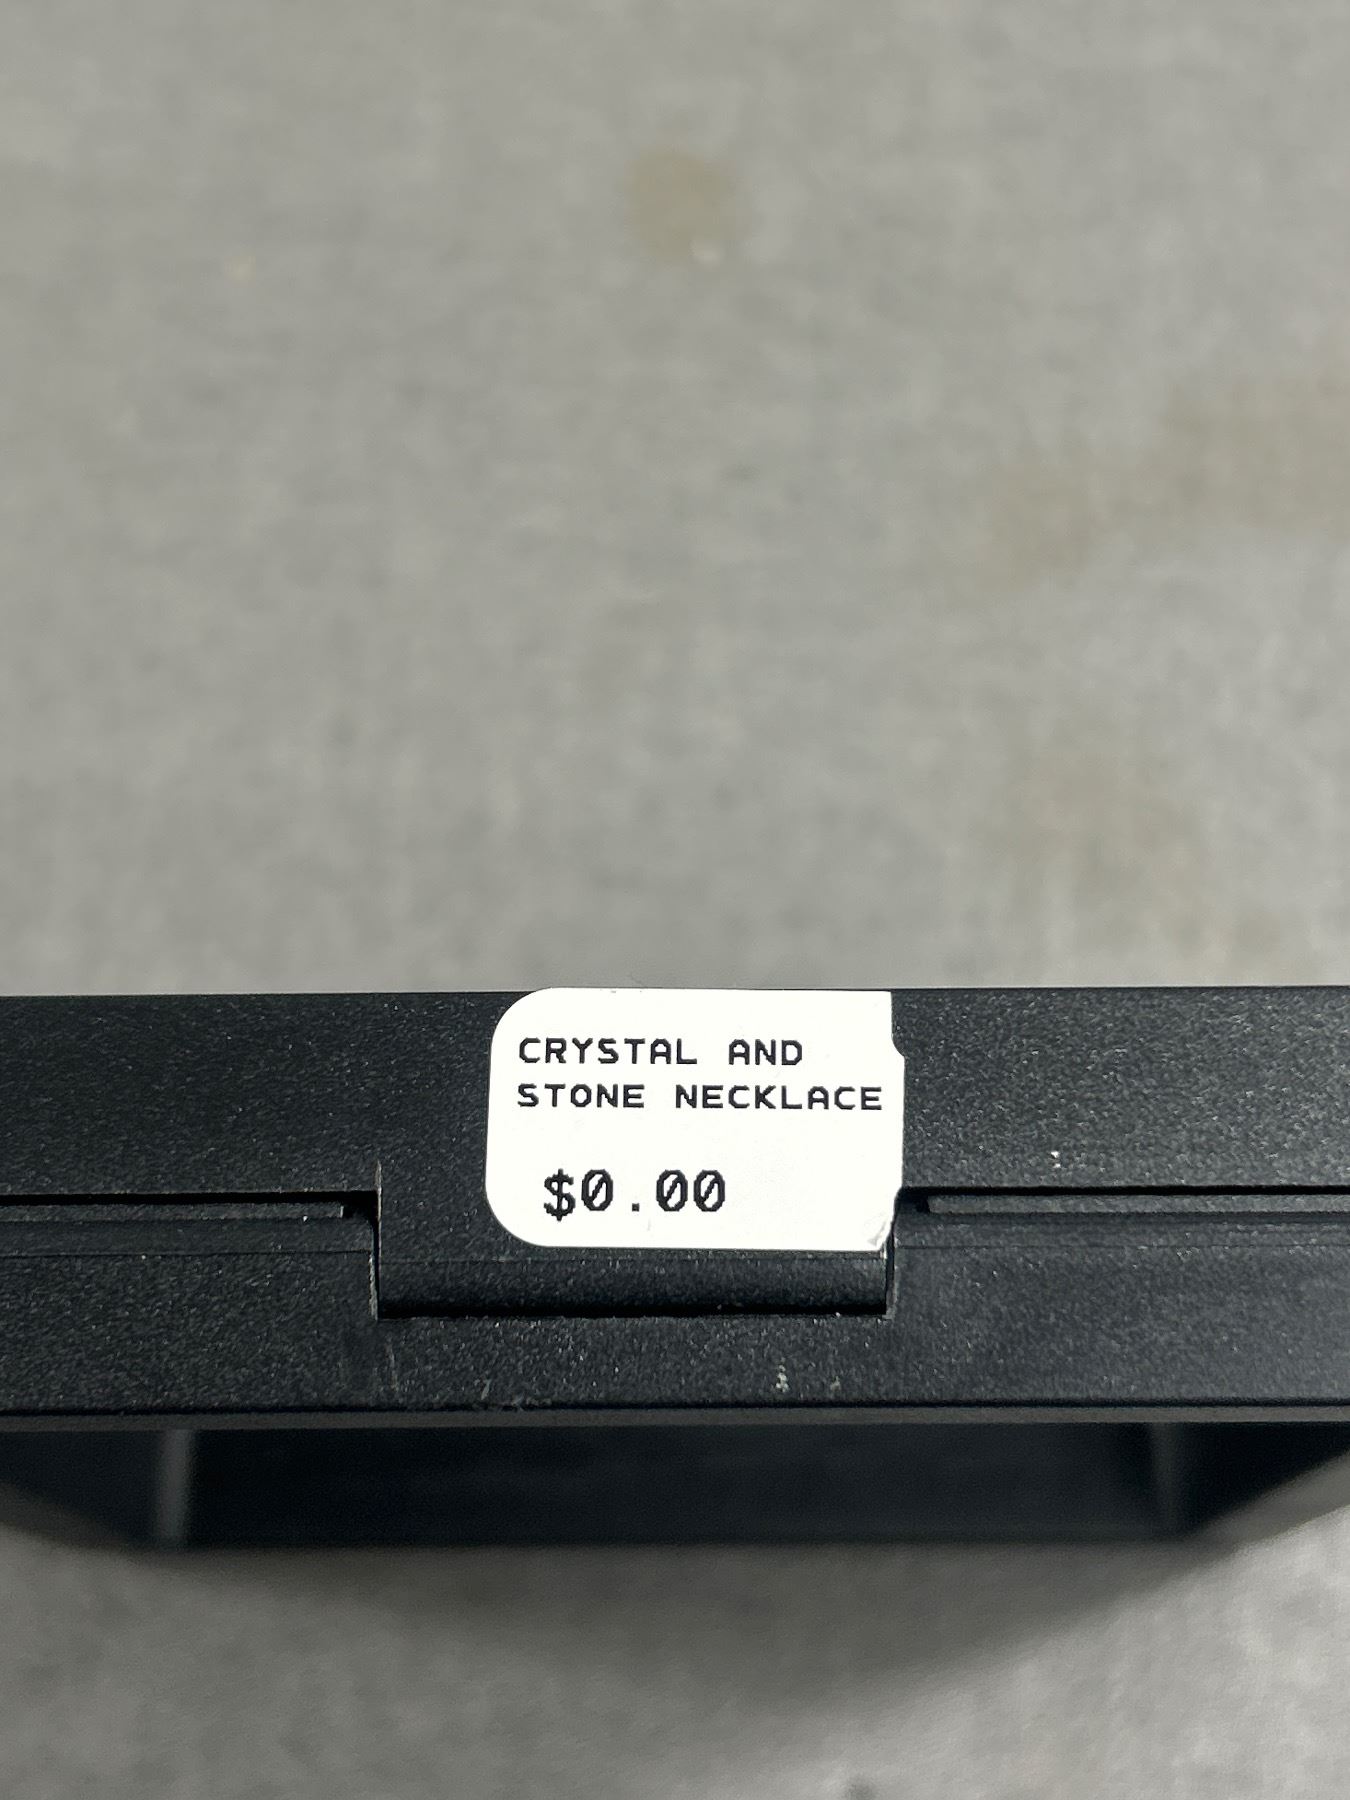 CRYSTAL AND
STONE NECKLACE
$0.00